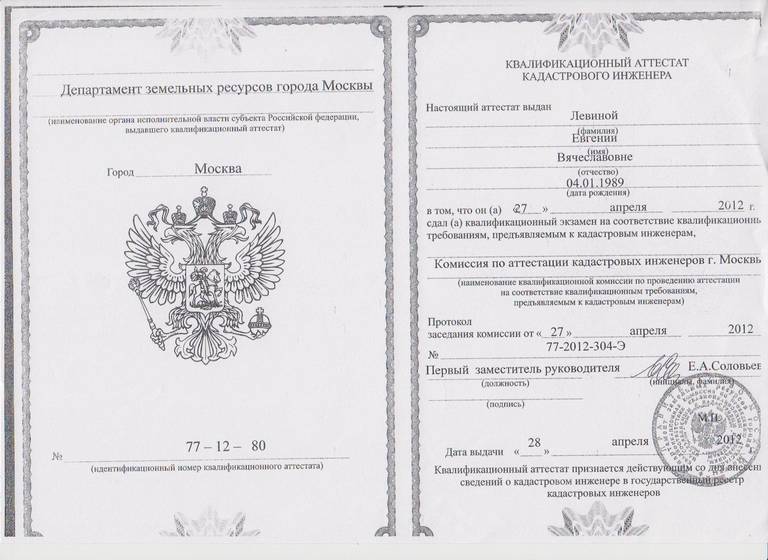 Департамент земельных ресурсов города Москвы
(наименование органа исполнительной власти субъекта Российской федерации,
выдавшего квалификационный аттестат)
Город Москва
№ 77 – 12 – 80
(идентификационный номер квалификационного аттестата)
КВАЛИФИКАЦИОННЫЙ АТТЕСТАТ
КАДАСТРОВОГО ИНЖЕНЕРА
Настоящий аттестат выдан
Левиной
(фамилия)
Евгении
(имя)
Вячеславовне
(отчество)
04.01.1989
(дата рождения)
в том, что он (а) «27 » апреля 2012 г.
сдал (а) квалификационный экзамен на соответствие квалификационнь
требованиям, предъявляемым к кадастровым инженерам,
Комиссия по аттестации кадастровых инженеров г. Москвь
(наименование квалификационной комиссии по проведению аттестации
на соответствие квалификационным требованиям,
предъявляемым к кадастровым инженерам)
Протокол
заседания комиссии от « 27 » апреля 2012
№ 77-2012-304-Э
Первый заместитель руководителя Е.А.Соловьев
(должность) (инициалы, фамилия)
(подпись)
М.П.
Дата выдачи « 28 » апреля 2012 г.
Квалификационный аттестат признается действующим со дня внесени
сведений о кадастровом инженере в государственный реестр
кадастровых инженеров